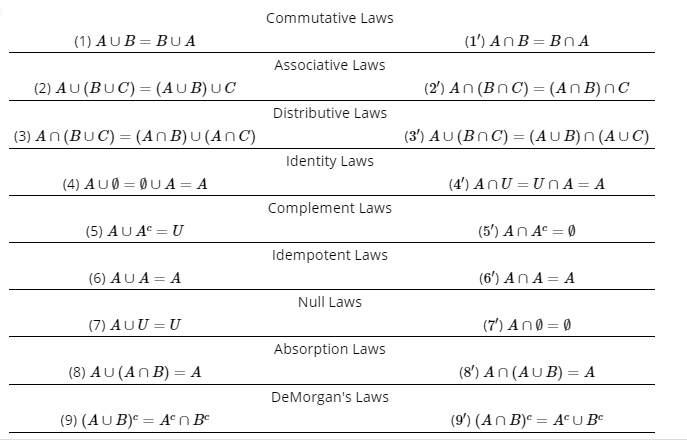 Commutative Laws
(1) A ∪ B = B ∪ A (1′) A ∩ B = B ∩ A
Associative Laws
(2) A ∪ (B ∪ C) = (A ∪ B) ∪ C (2′) A ∩ (B ∩ C) = (A ∩ B) ∩ C
Distributive Laws
(3) A ∩ (B ∪ C) = (A ∩ B) ∪ (A ∩ C) (3′) A ∪ (B ∩ C) = (A ∪ B) ∩ (A ∪ C)
Identity Laws
(4) A ∪ ∅ = ∅ ∪ A = A (4′) A ∩ U = U ∩ A = A
Complement Laws
(5) A ∪ Aᶜ = U (5′) A ∩ Aᶜ = ∅
Idempotent Laws
(6) A ∪ A = A (6′) A ∩ A = A
Null Laws
(7) A ∪ U = U (7′) A ∩ ∅ = ∅
Absorption Laws
(8) A ∪ (A ∩ B) = A (8′) A ∩ (A ∪ B) = A
DeMorgan's Laws
(9) (A ∪ B)ᶜ = Aᶜ ∩ Bᶜ (9′) (A ∩ B)ᶜ = Aᶜ ∪ Bᶜ